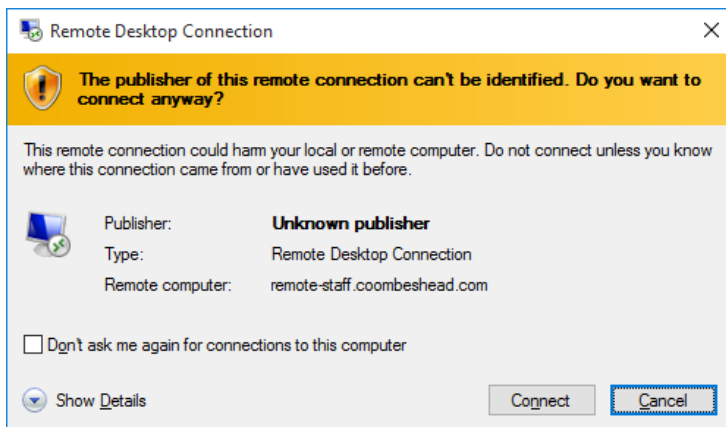 Remote Desktop Connection
The publisher of this remote connection can't be identified. Do you want to
connect anyway?
This remote connection could harm your local or remote computer. Do not connect unless you know
where this connection came from or have used it before.
Publisher: Unknown publisher
Type: Remote Desktop Connection
Remote computer: remote-staff.coombeshead.com
Don't ask me again for connections to this computer
Show Details Connect Cancel